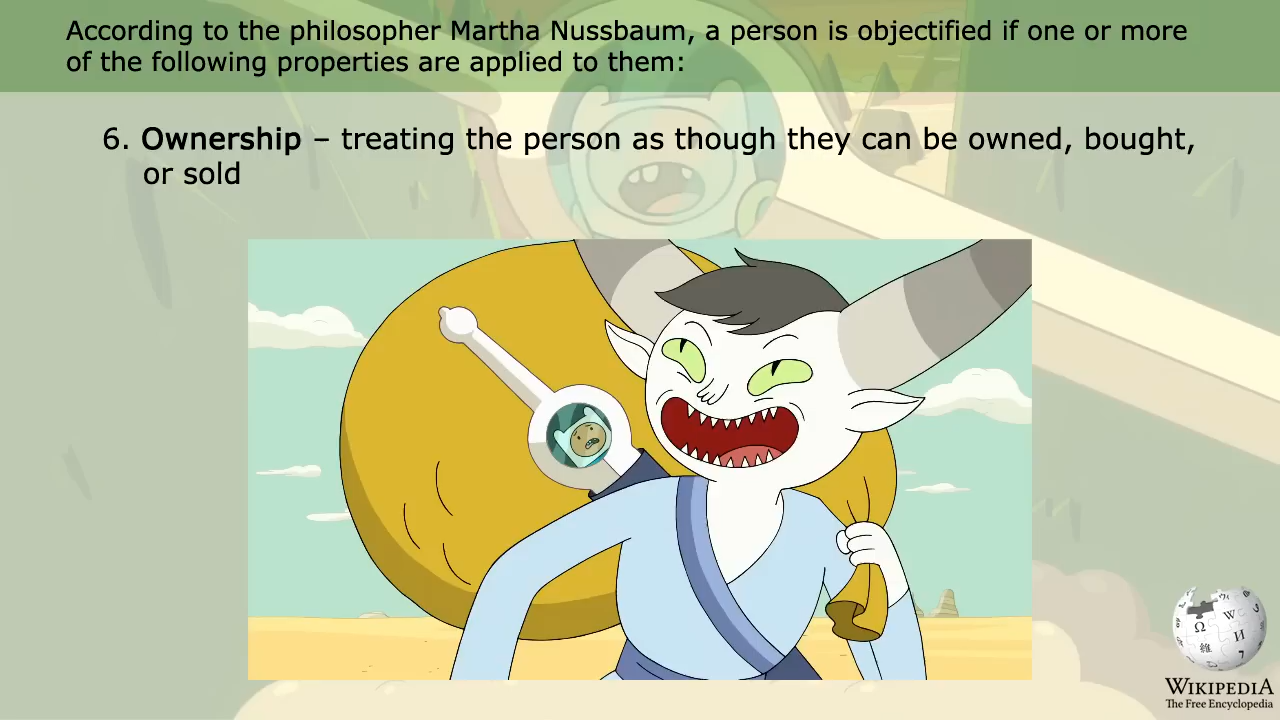 According to the philosopher Martha Nussbaum, a person is objectified if one or more
of the following properties are applied to them:
6. Ownership – treating the person as though they can be owned, bought,
or sold
WIKIPEDIA
The Free Encyclopedia